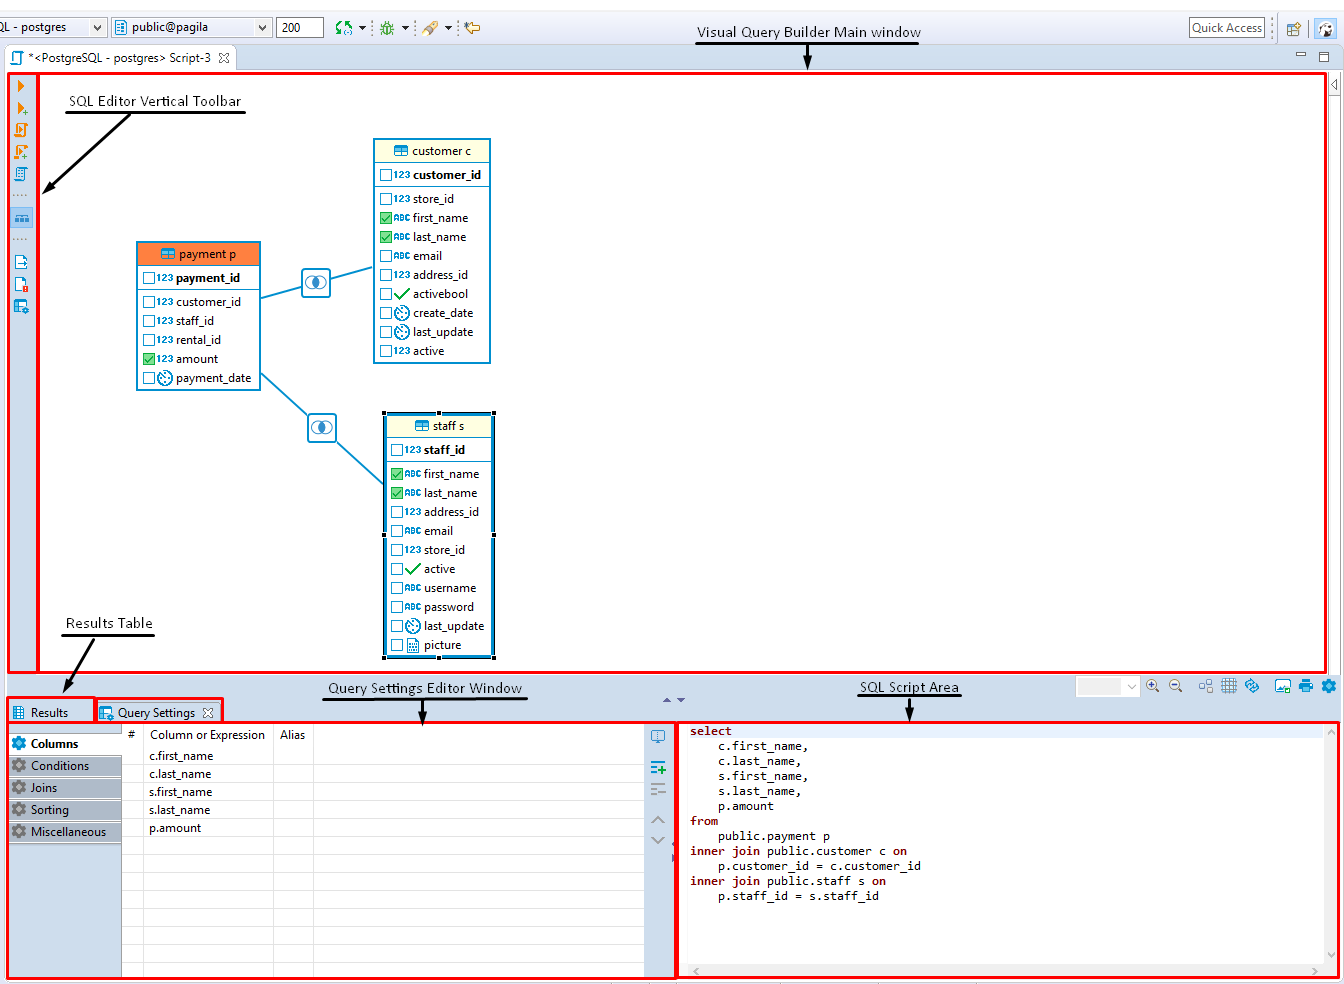 QL - postgres
public@pagila
200
Quick Access
Visual Query Builder Main window
*<PostgreSQL - postgres> Script-3
SQL Editor Vertical Toolbar
customer c
123 customer_id
123 store_id
ABC first_name
ABC last_name
ABC email
123 address_id
activebool
create_date
last_update
123 active
payment p
123 payment_id
123 customer_id
123 staff_id
123 rental_id
123 amount
payment_date
staff s
123 staff_id
ABC first_name
ABC last_name
123 address_id
ABC email
123 store_id
active
ABC username
ABC password
last_update
picture
Results Table
Query Settings Editor Window
SQL Script Area
Results
Query Settings
Columns
Conditions
Joins
Sorting
Miscellaneous
# Column or Expression Alias
c.first_name
c.last_name
s.first_name
s.last_name
p.amount
select
c.first_name,
c.last_name,
s.first_name,
s.last_name,
p.amount
from
public.payment p
inner join public.customer c on
p.customer_id = c.customer_id
inner join public.staff s on
p.staff_id = s.staff_id